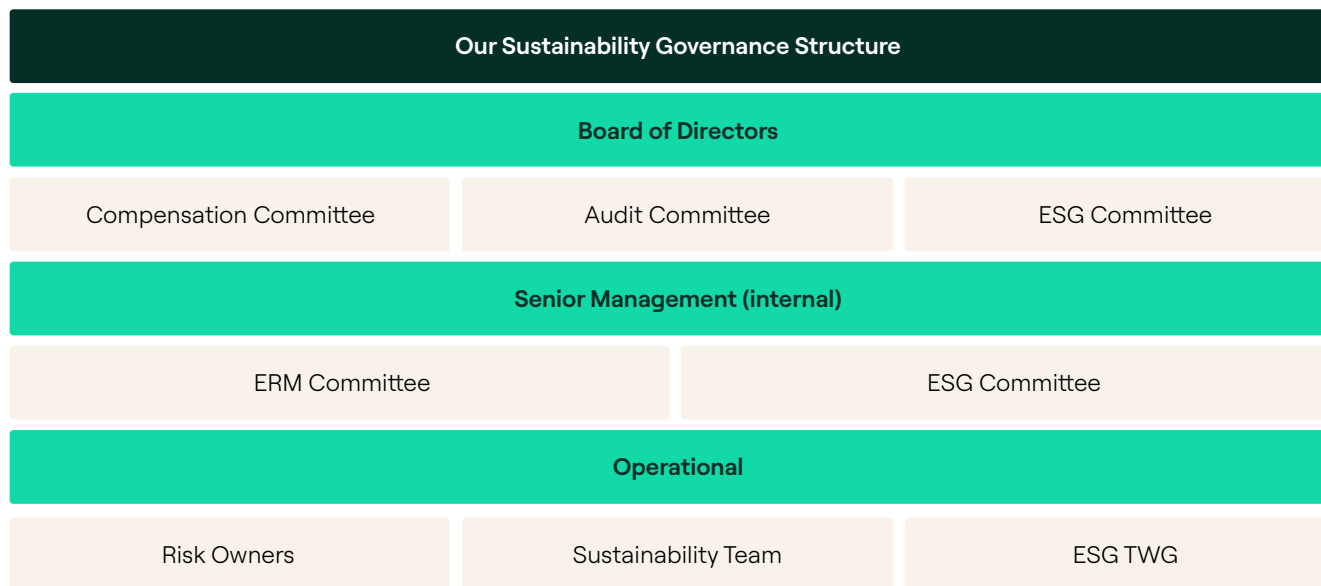 Our Sustainability Governance Structure
Board of Directors
Compensation Committee
Audit Committee
ESG Committee
Senior Management (internal)
ERM Committee
ESG Committee
Operational
Risk Owners
Sustainability Team
ESG TWG